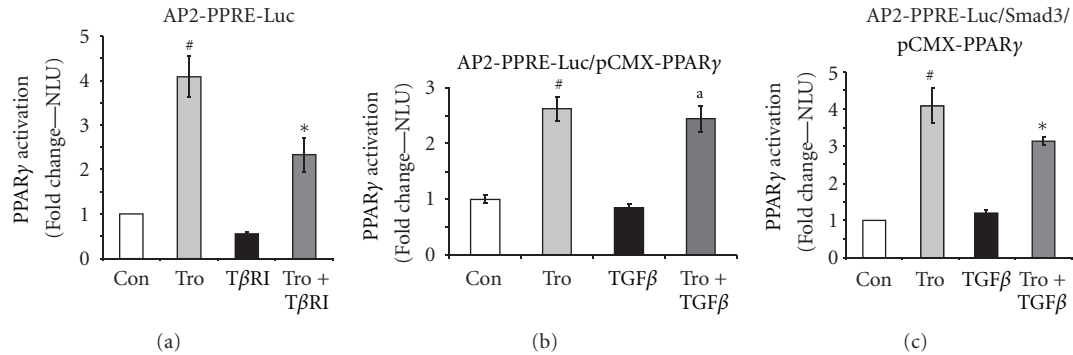 AP2-PPRE-Luc
PPARγ activation
(Fold change—NLU)
5
4
3
2
1
0
#
*
Con
Tro
TβRI
Tro +
TβRI
(a)
AP2-PPRE-Luc/pCMX-PPARγ
PPARγ activation
(Fold change—NLU)
3
2
1
0
#
a
Con
Tro
TGFβ
Tro +
TGFβ
(b)
AP2-PPRE-Luc/Smad3/
pCMX-PPARγ
PPARγ activation
(Fold change—NLU)
5
4
3
2
1
0
#
*
Con
Tro
TGFβ
Tro +
TGFβ
(c)